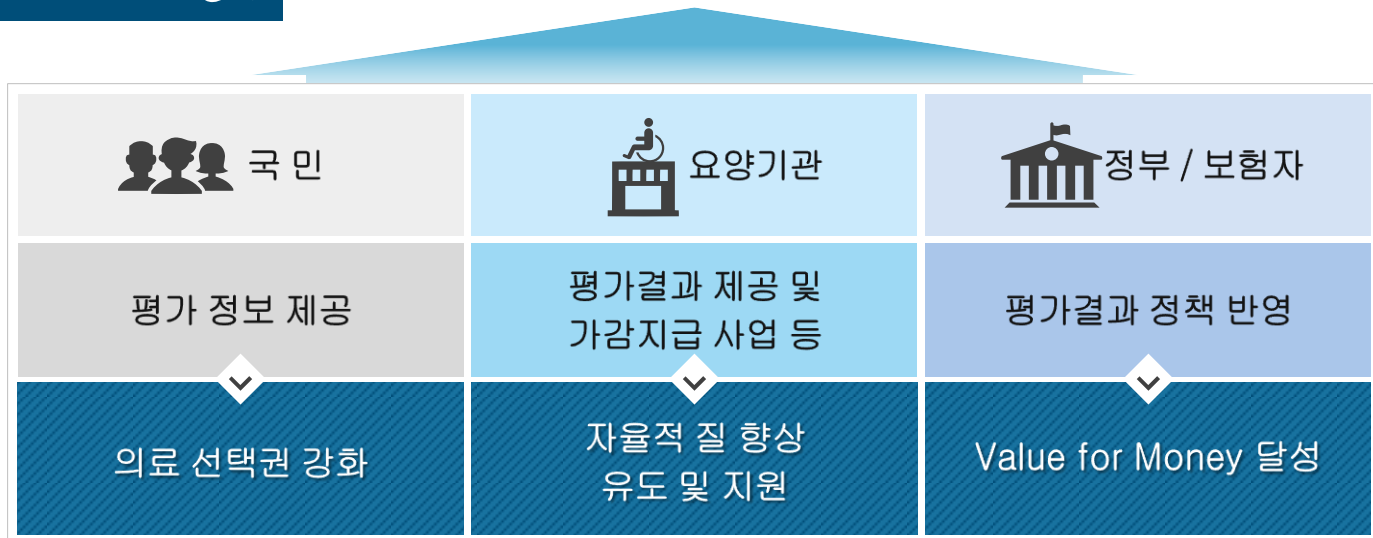 국 민
요양기관
정부 / 보험자
평가 정보 제공
평가결과 제공 및
가감지급 사업 등
평가결과 정책 반영
의료 선택권 강화
자율적 질 향상
유도 및 지원
Value for Money 달성